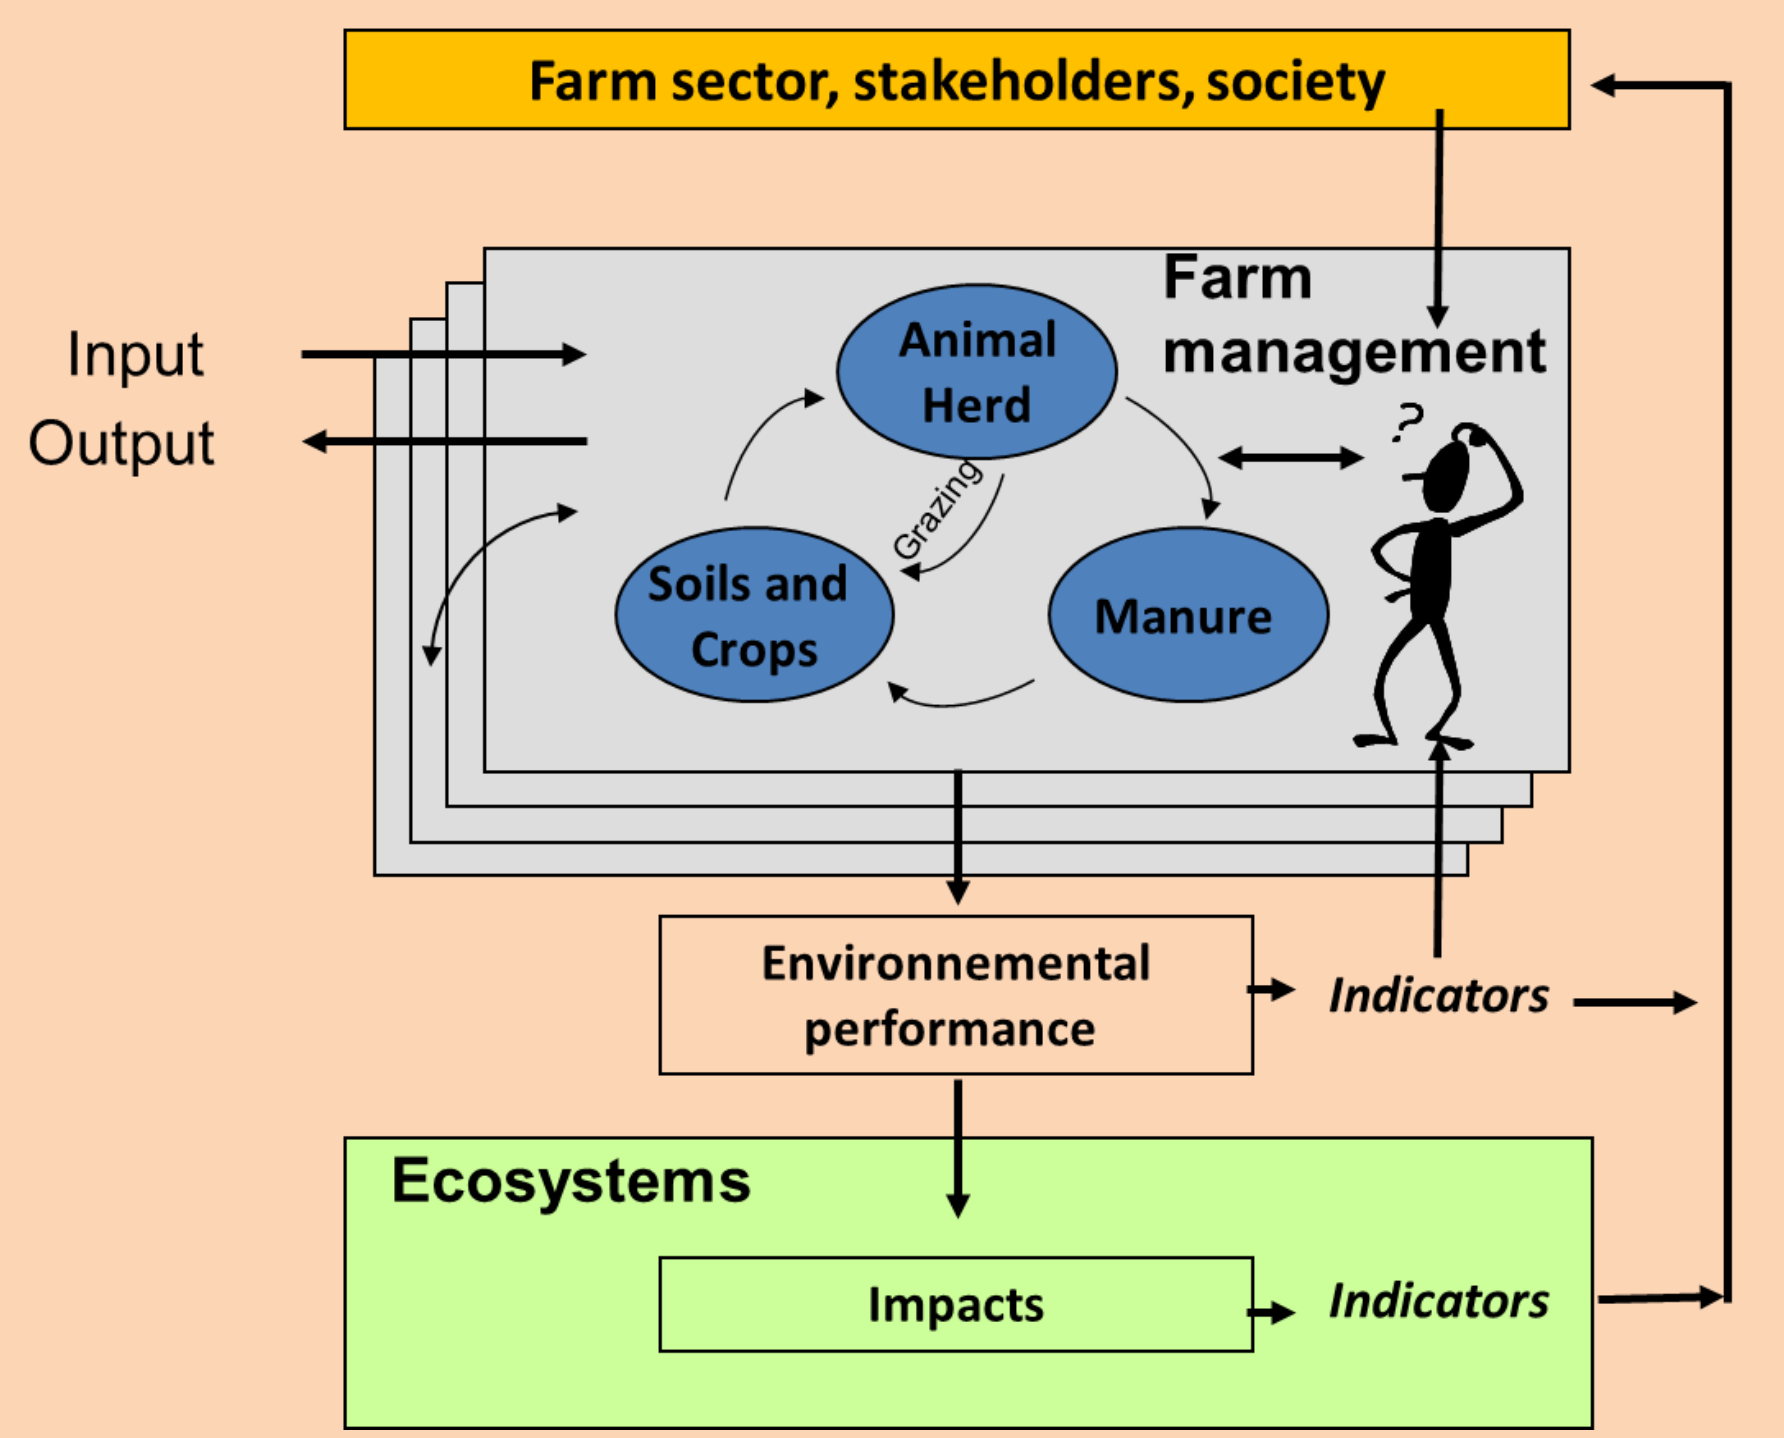 Farm sector, stakeholders, society
Farm
management
Input
Output
Animal
Herd
?
Grazing
Soils and
Crops
Manure
Environnemental
performance
Indicators
Ecosystems
Impacts
Indicators